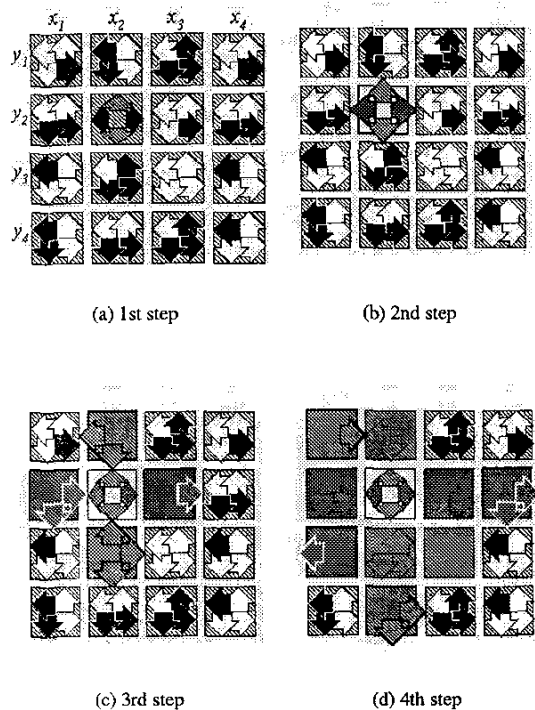 x1 x2 x3 x4
y1
y2
y3
y4
(a) 1st step
(b) 2nd step
(c) 3rd step
(d) 4th step